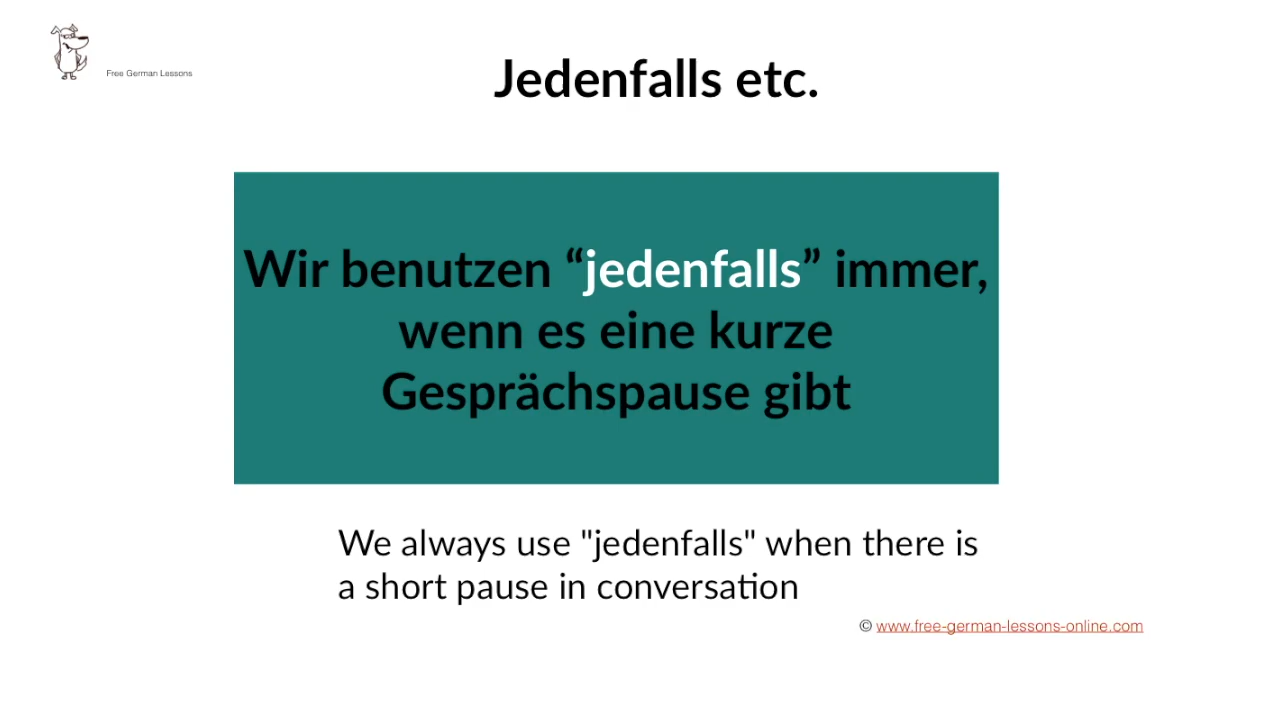 Free German Lessons
Jedenfalls etc.
Wir benutzen “jedenfalls” immer,
wenn es eine kurze
Gesprächspause gibt
We always use "jedenfalls" when there is
a short pause in conversation
© www.free-german-lessons-online.com